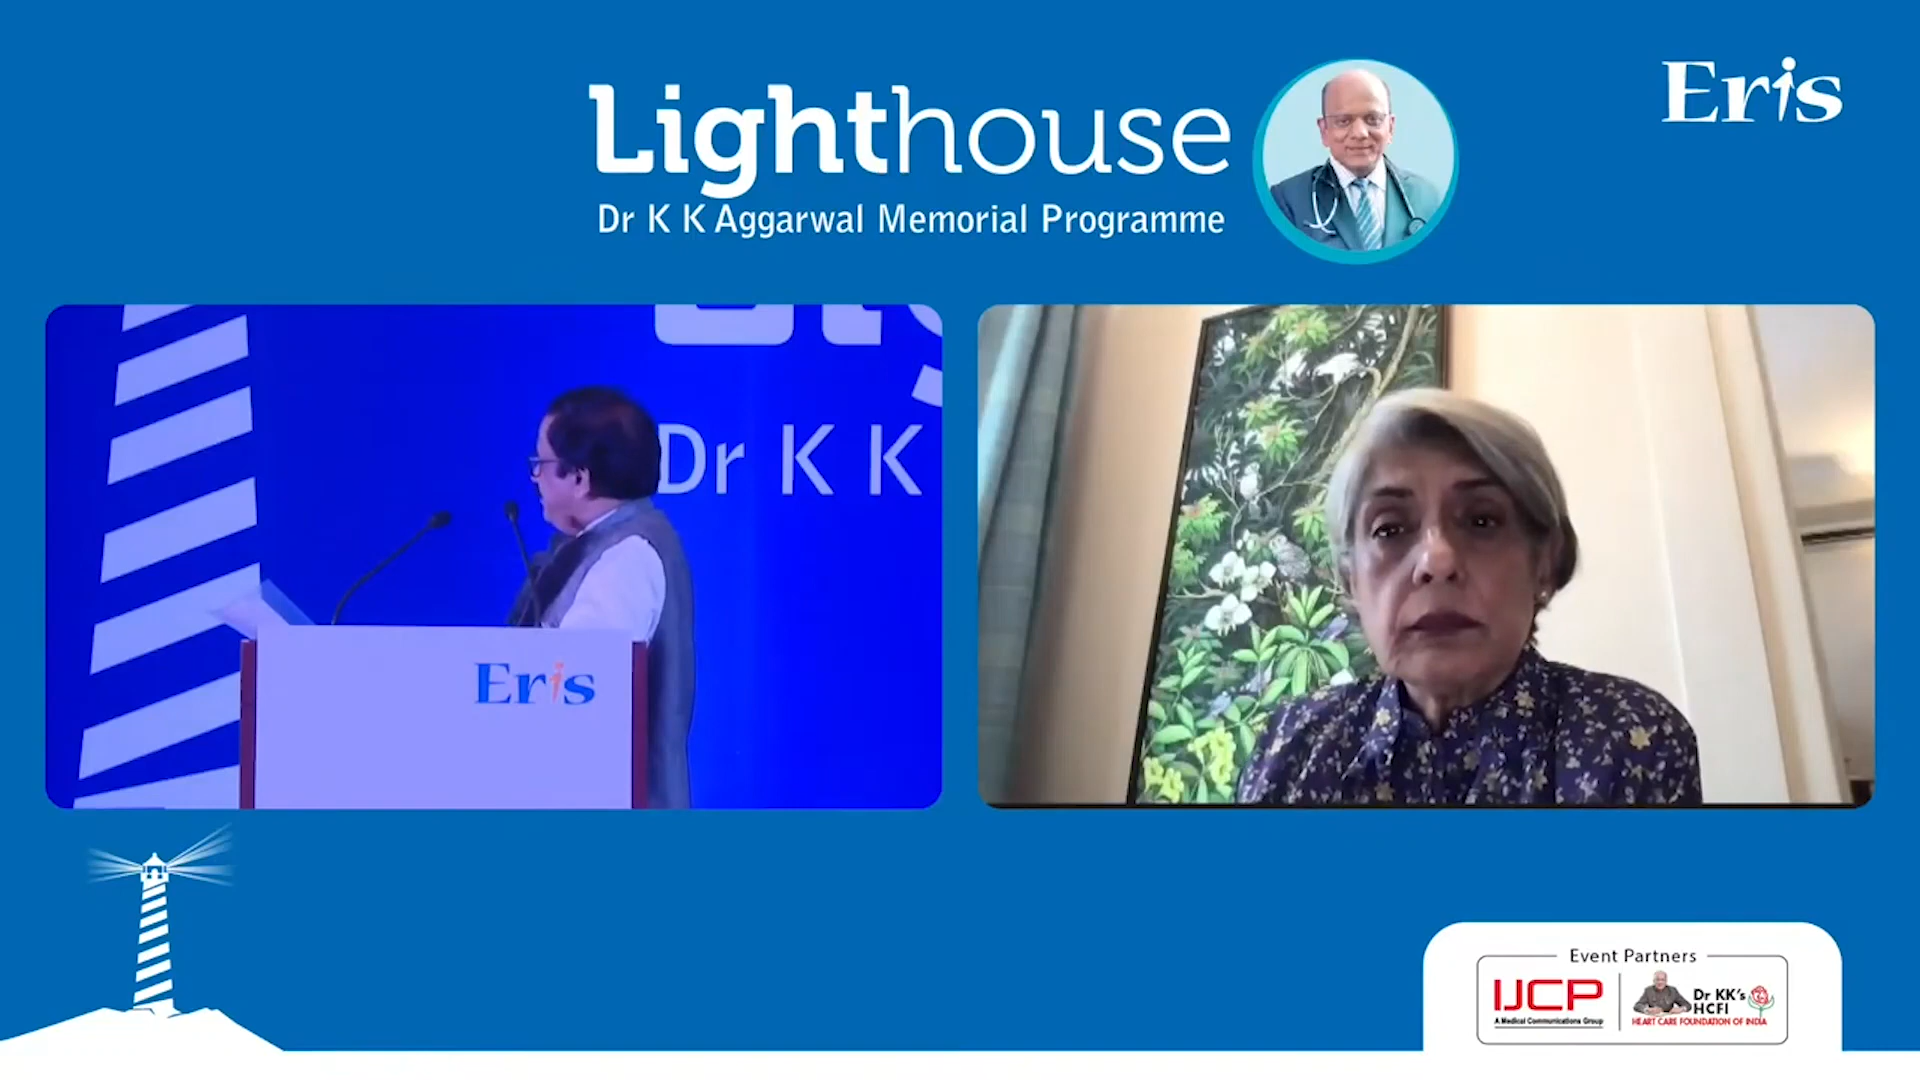 Lighthouse
Dr K K Aggarwal Memorial Programme
Eris
Dr K K
Eris
Event Partners
IJCP
A Medical Communications Group
Dr KK's
HCFI
HEART CARE FOUNDATION OF INDIA